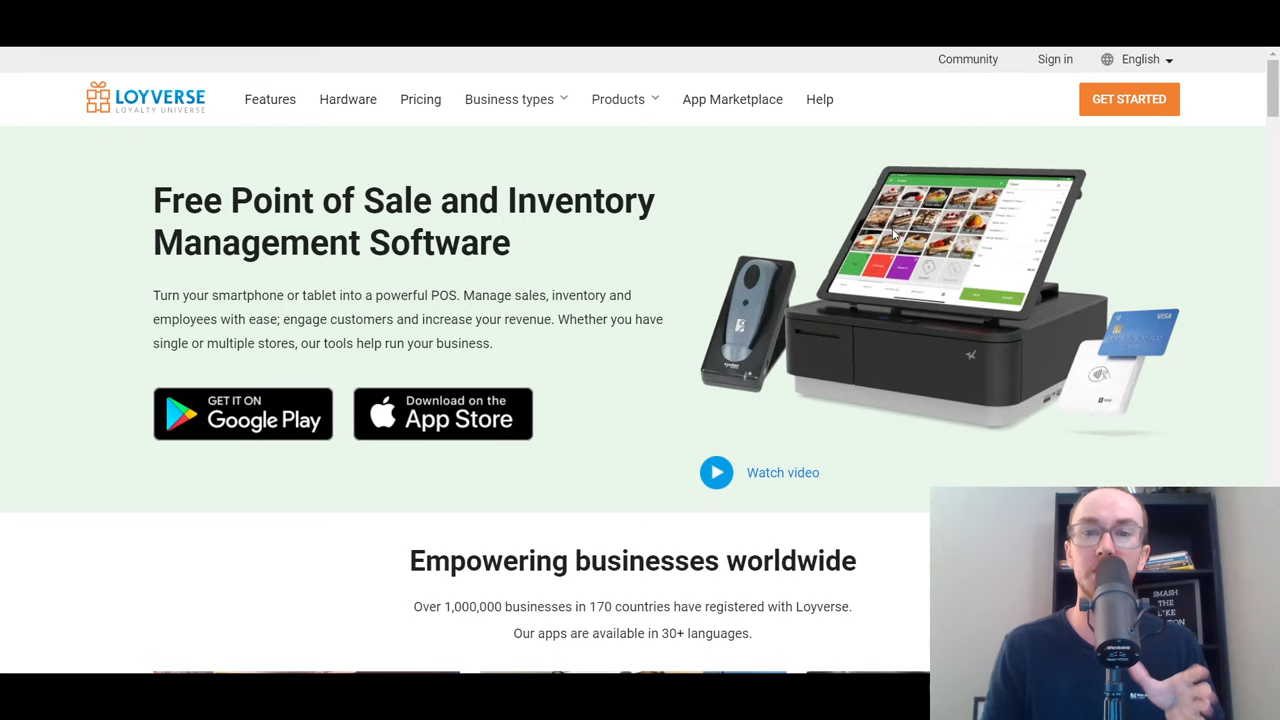 Community
Sign in
English
LOYVERSE
LOYALTY UNIVERSE
Features
Hardware
Pricing
Business types
Products
App Marketplace
Help
GET STARTED
Free Point of Sale and Inventory
Management Software
Turn your smartphone or tablet into a powerful POS. Manage sales, inventory and
employees with ease; engage customers and increase your revenue. Whether you have
single or multiple stores, our tools help run your business.
GET IT ON
Google Play
Download on the
App Store
VISA
Watch video
Empowering businesses worldwide
Over 1,000,000 businesses in 170 countries have registered with Loyverse.
Our apps are available in 30+ languages.
SMASH
THE
LIKE